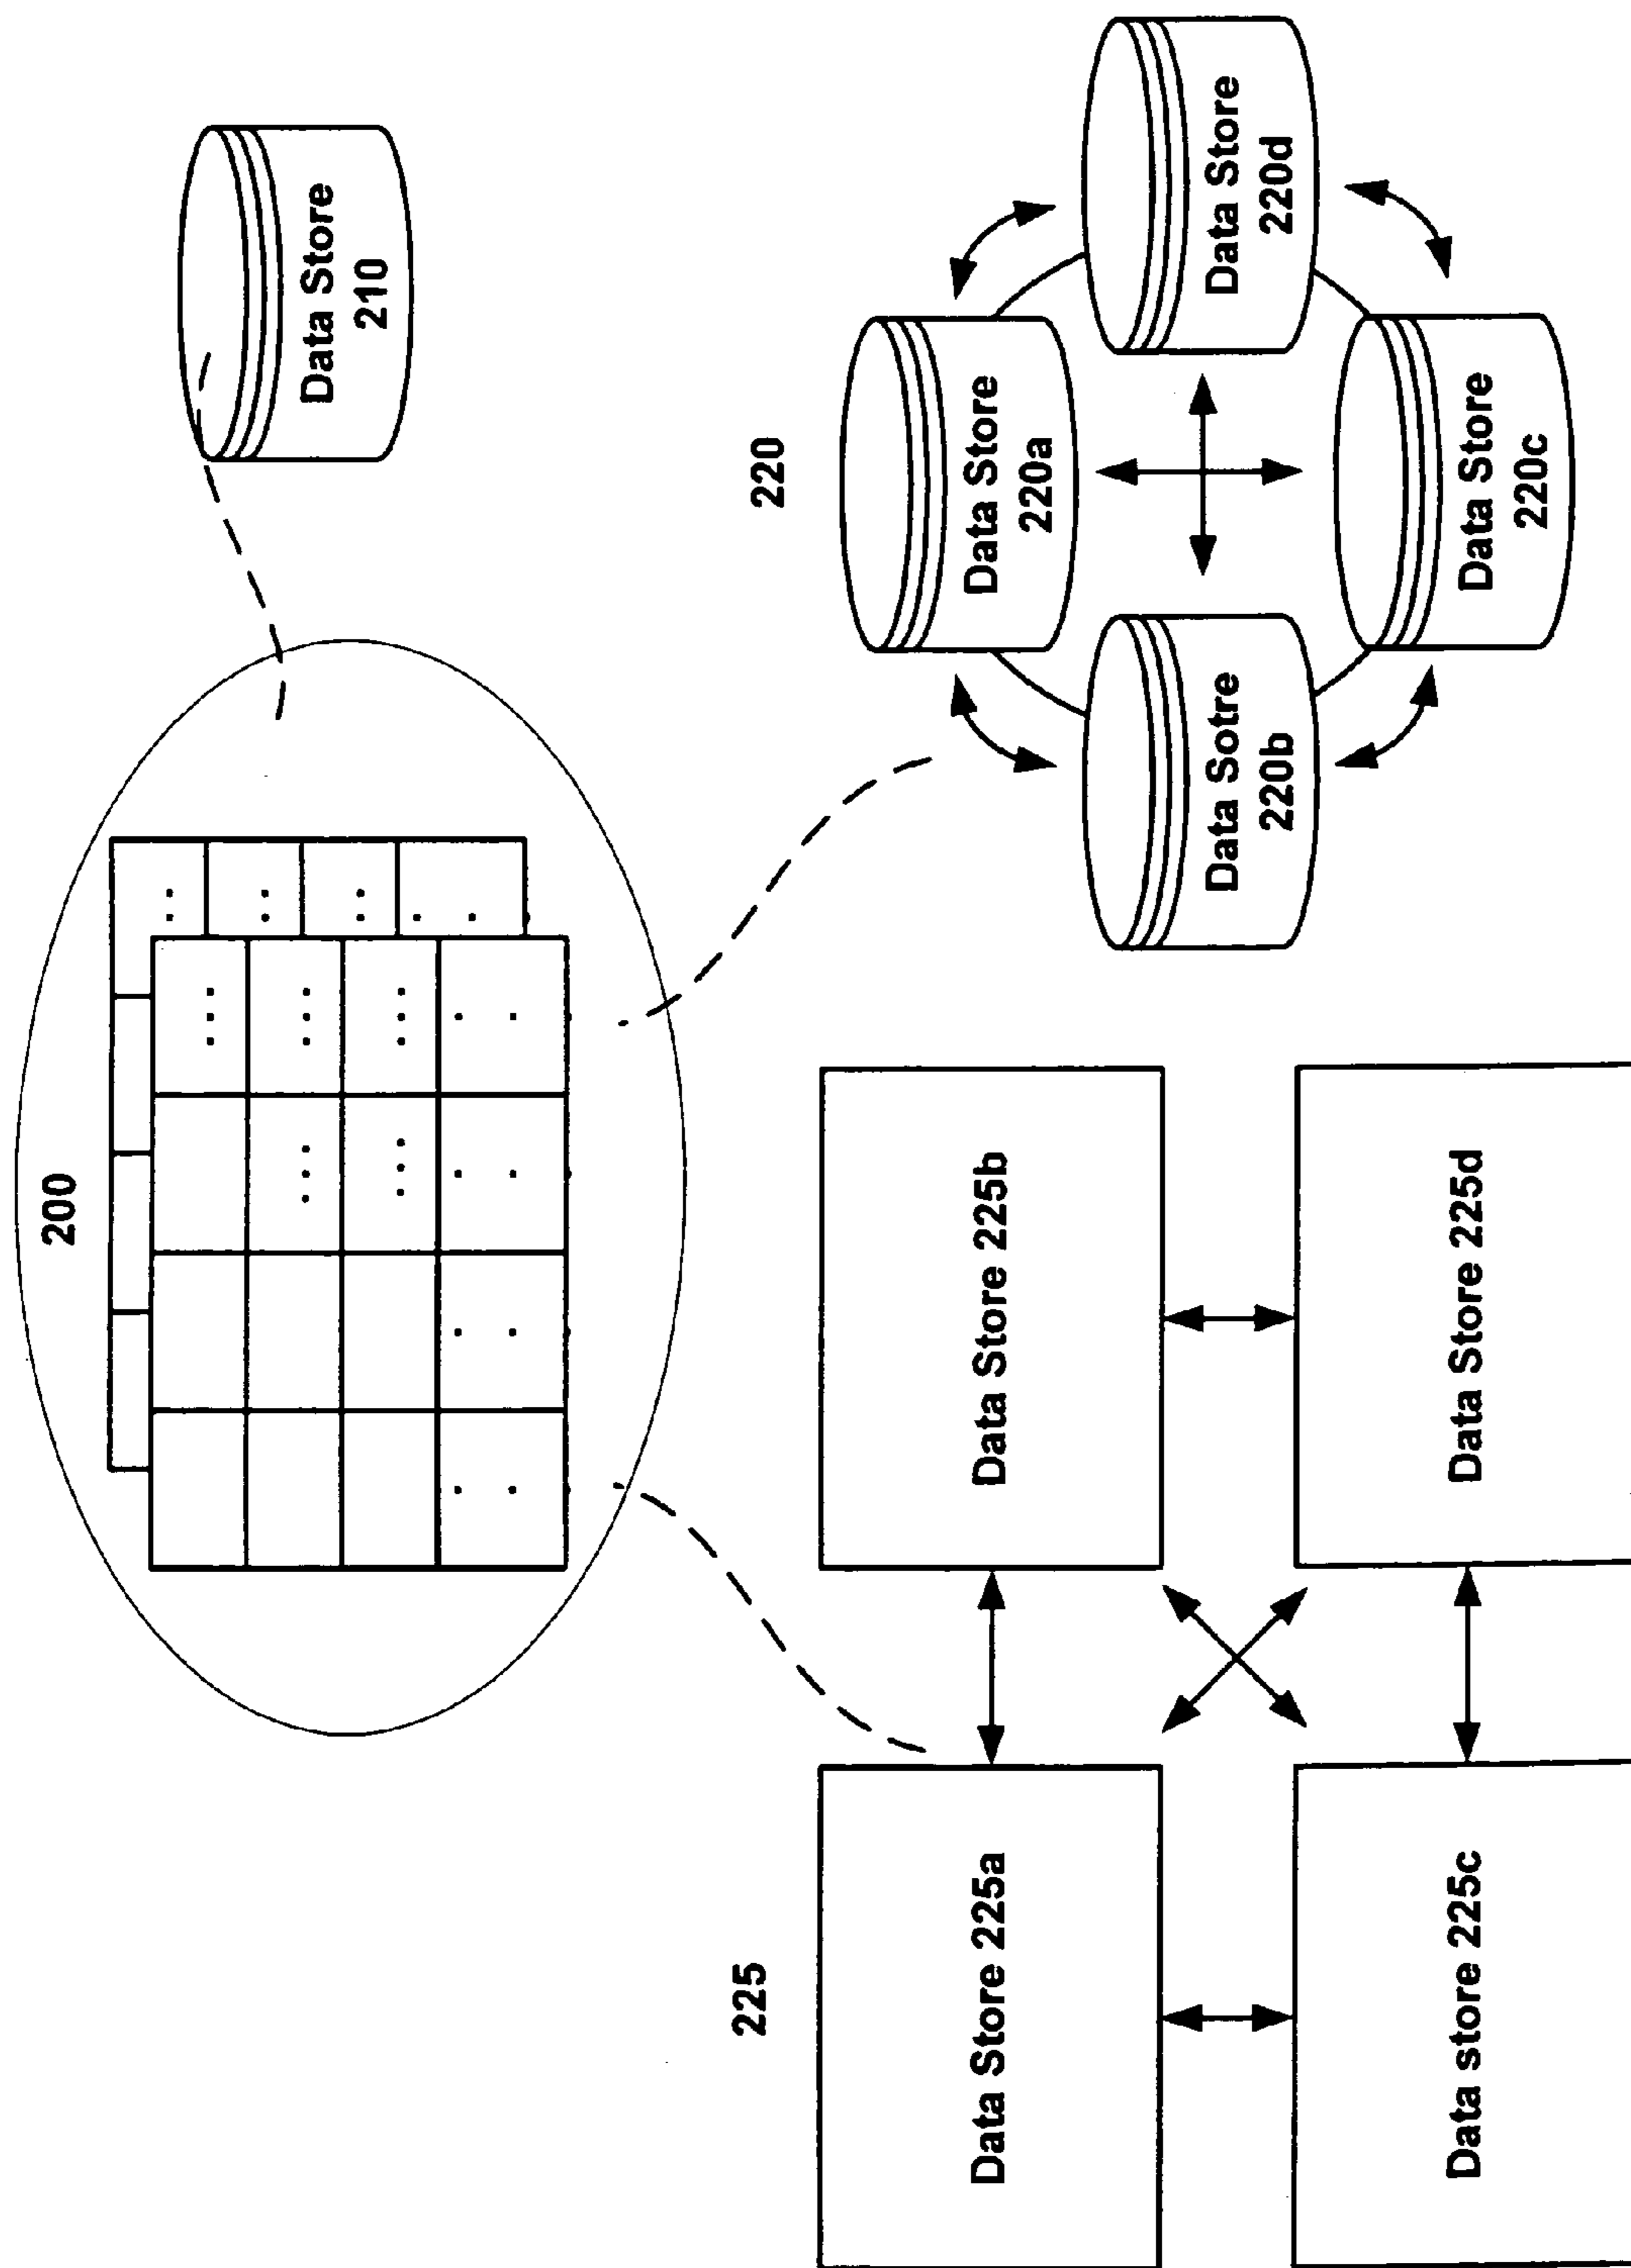 200
Data Store
210
220
Data Store
220a
Data Sotre
220b
Data Store
220d
Data Store
220c
225
Data Store 225a
Data Store 225b
Data store 225c
Data Store 225d